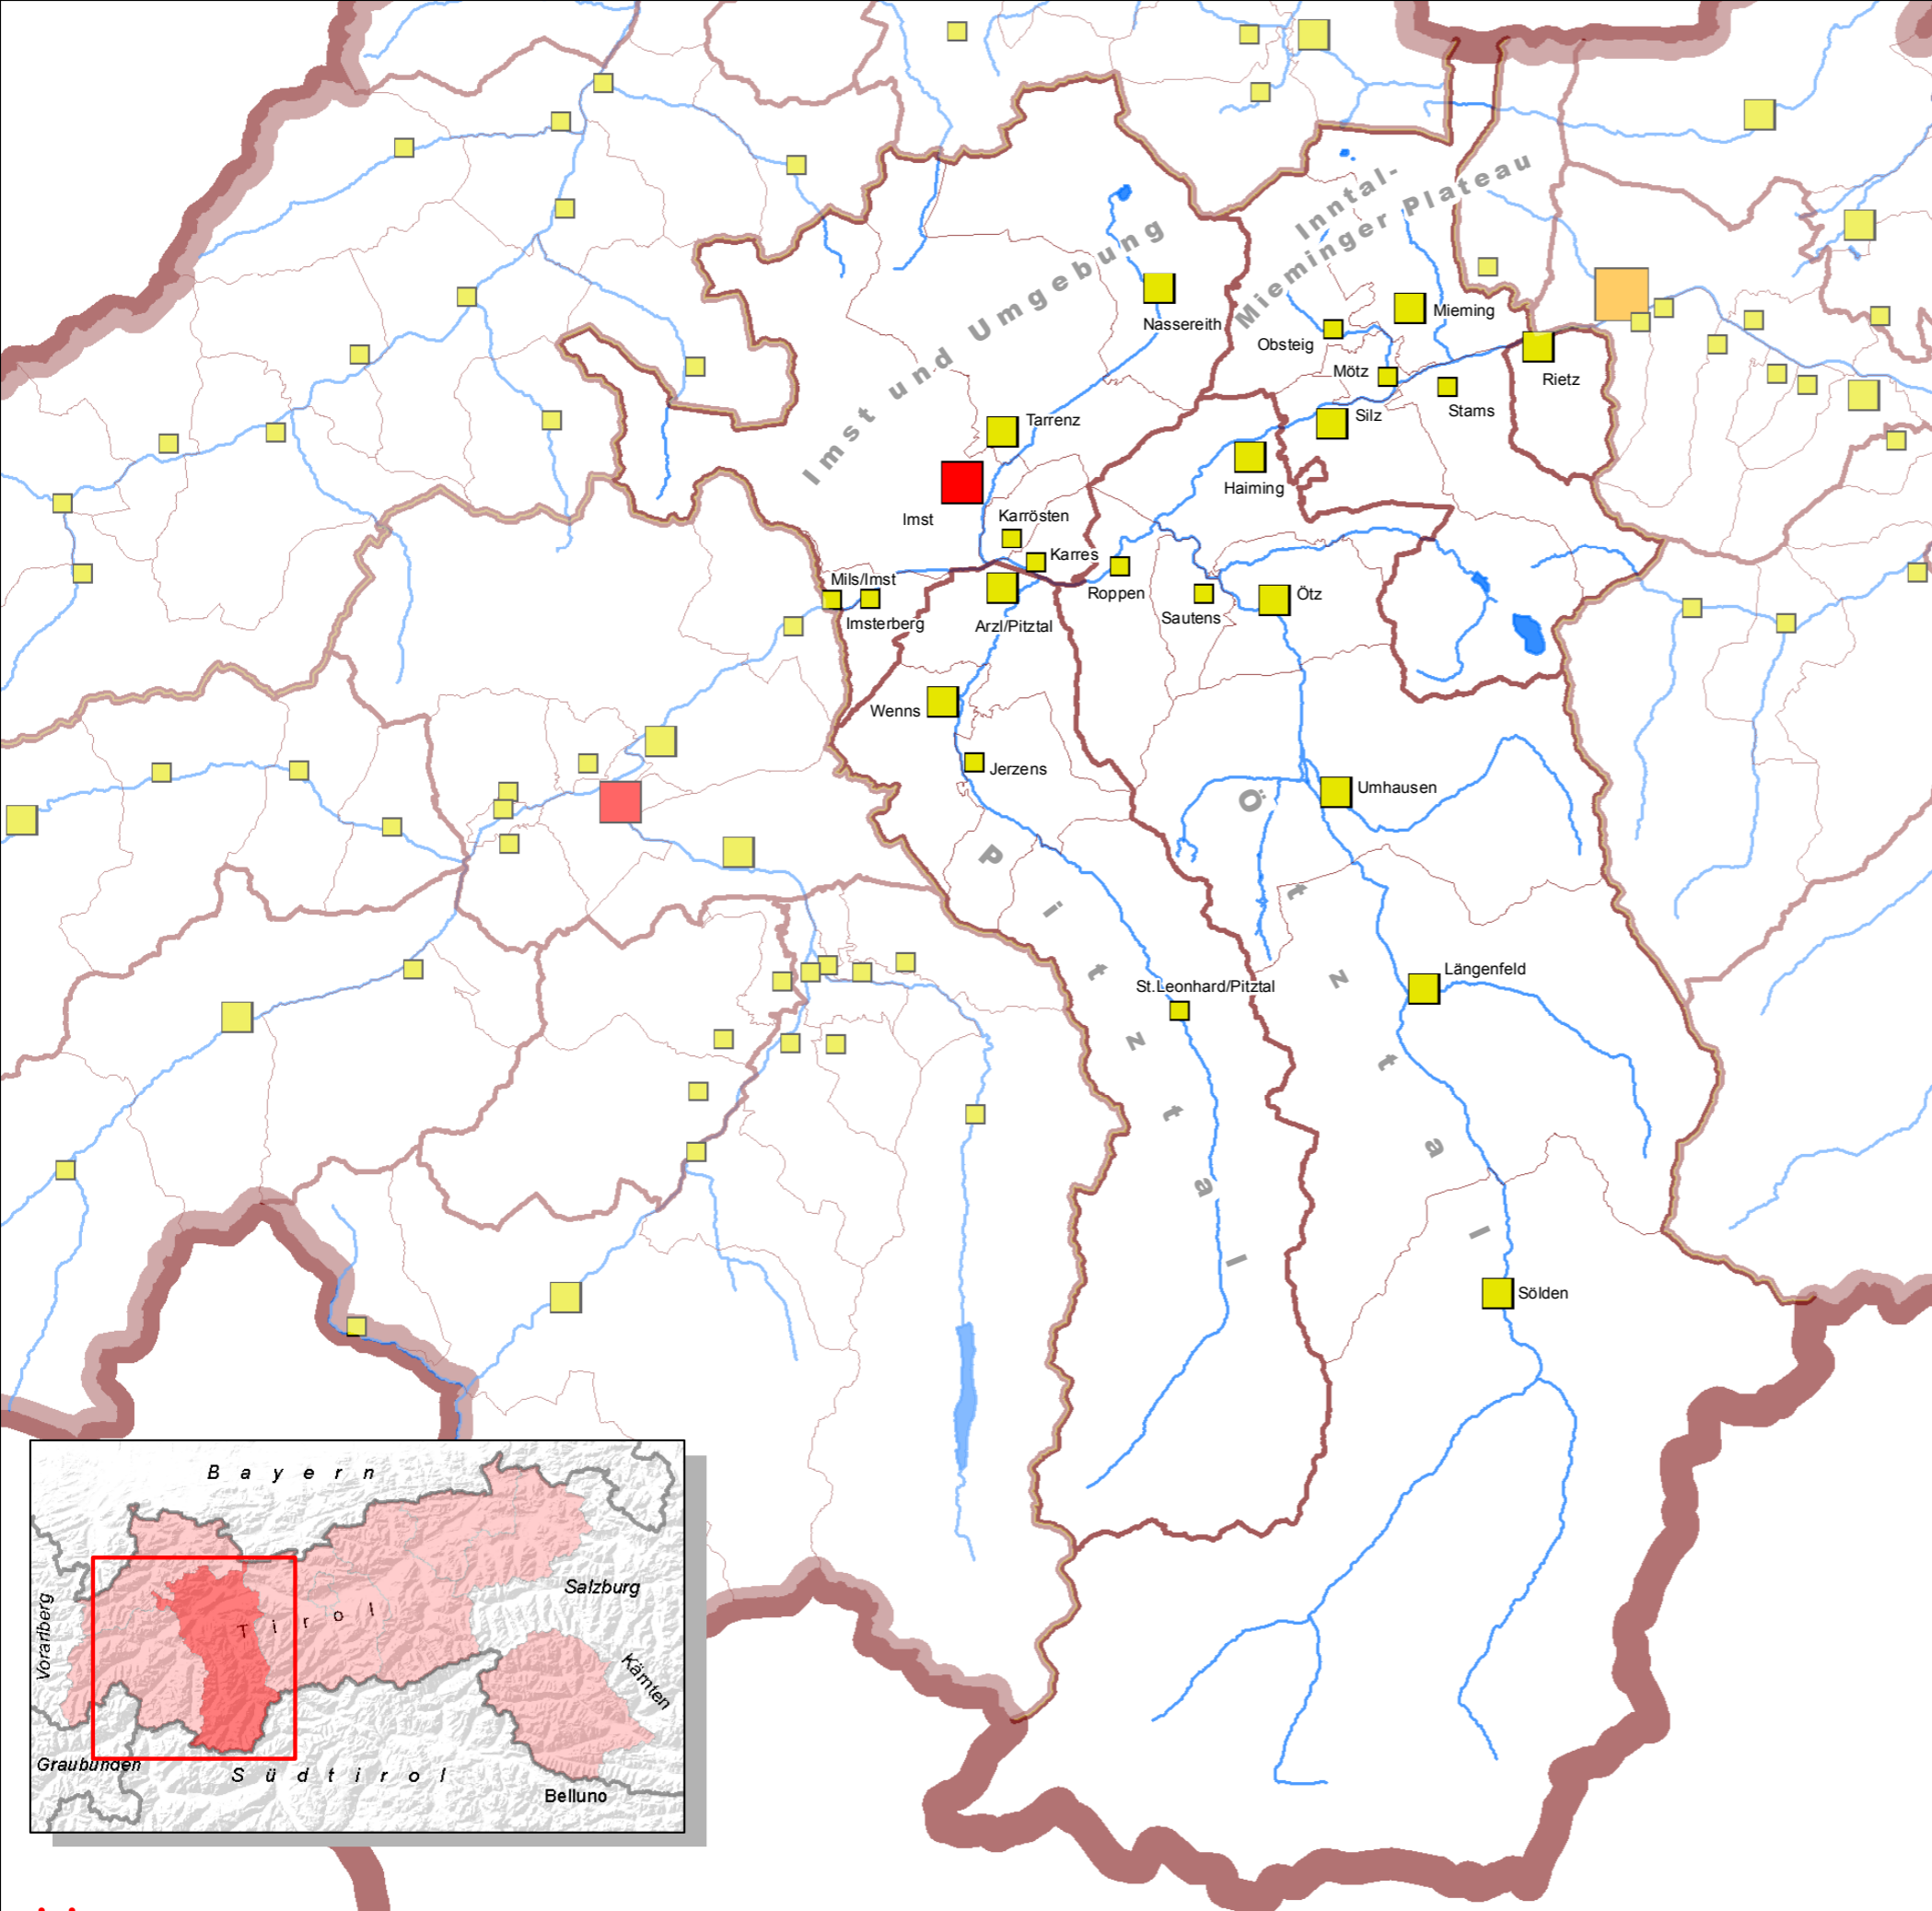 Inntal-
Mieminger Plateau
Imst und Umgebung
Nassereith
Mieming
Obsteig
Mötz
Rietz
Stams
Silz
Tarrenz
Haiming
Imst
Karrösten
Karres
Mils/Imst
Roppen
Ötz
Imsterberg
Arzl/Pitztal
Sautens
Wenns
Jerzens
Umhausen
Ötztal
Pitztal
Längenfeld
St.Leonhard/Pitztal
Sölden
Bayern
Salzburg
Vorarlberg
Tirol
Kärnten
Graubünden
Südtirol
Belluno